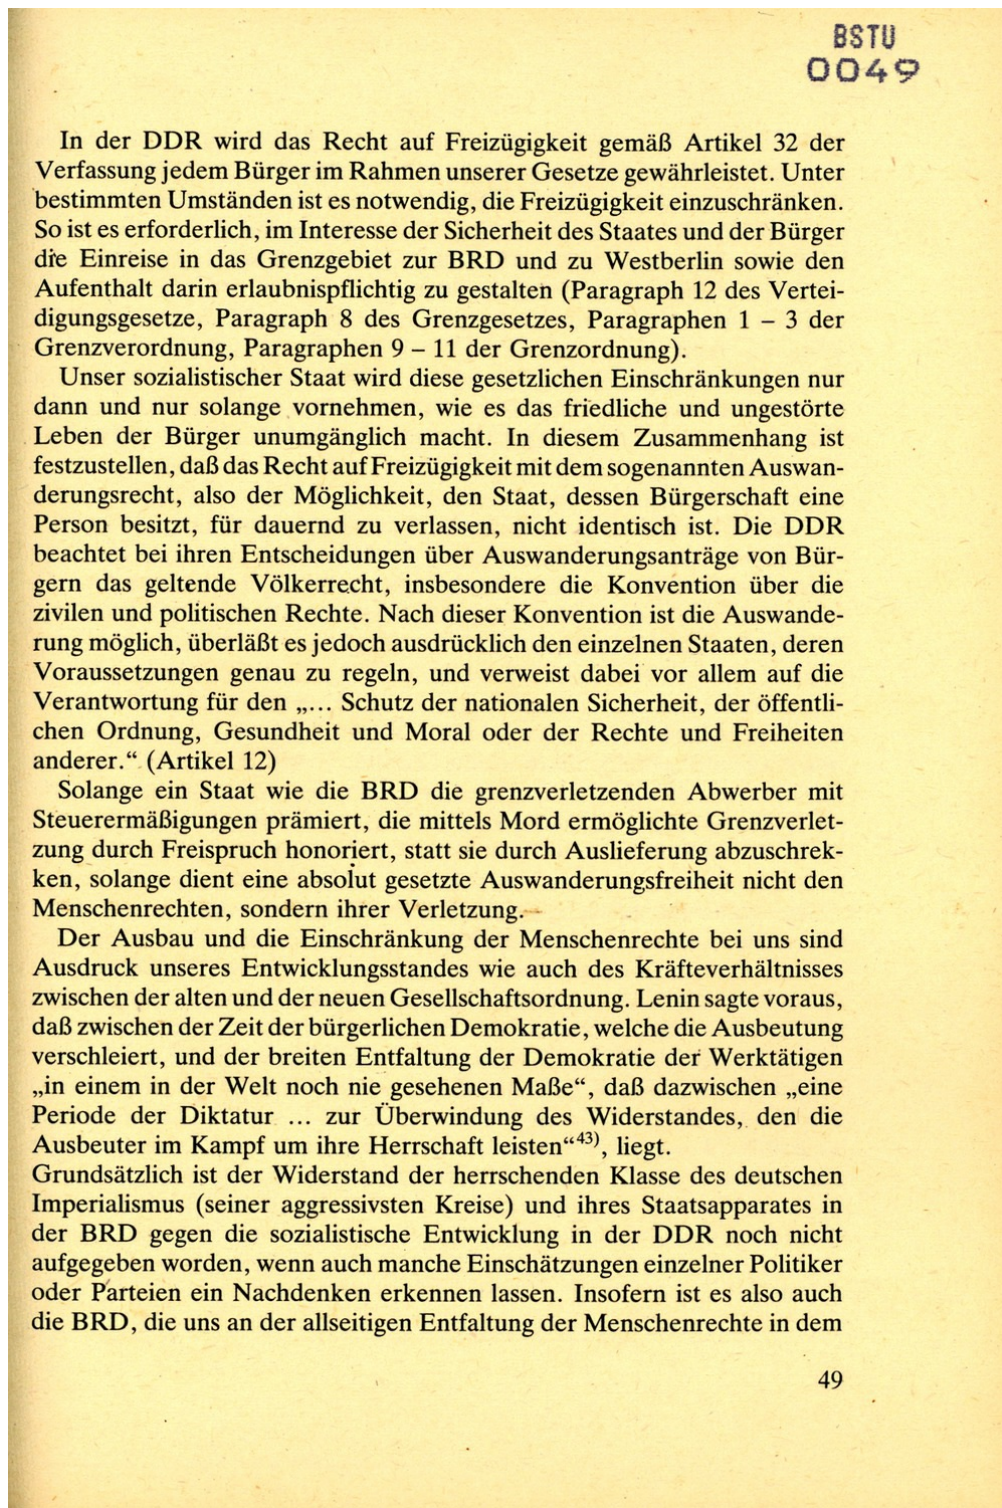 BSTU
0049
In der DDR wird das Recht auf Freizügigkeit gemäß Artikel 32 der
Verfassung jedem Bürger im Rahmen unserer Gesetze gewährleistet. Unter
bestimmten Umständen ist es notwendig, die Freizügigkeit einzuschränken.
So ist es erforderlich, im Interesse der Sicherheit des Staates und der Bürger
die Einreise in das Grenzgebiet zur BRD und zu Westberlin sowie den
Aufenthalt darin erlaubnispflichtig zu gestalten (Paragraph 12 des Vertei-
digungsgesetze, Paragraph 8 des Grenzgesetzes, Paragraphen 1 – 3 der
Grenzverordnung, Paragraphen 9 – 11 der Grenzordnung).
Unser sozialistischer Staat wird diese gesetzlichen Einschränkungen nur
dann und nur solange vornehmen, wie es das friedliche und ungestörte
Leben der Bürger unumgänglich macht. In diesem Zusammenhang ist
festzustellen, daß das Recht auf Freizügigkeit mit dem sogenannten Auswan-
derungsrecht, also der Möglichkeit, den Staat, dessen Bürgerschaft eine
Person besitzt, für dauernd zu verlassen, nicht identisch ist. Die DDR
beachtet bei ihren Entscheidungen über Auswanderungsanträge von Bür-
gern das geltende Völkerrecht, insbesondere die Konvention über die
zivilen und politischen Rechte. Nach dieser Konvention ist die Auswande-
rung möglich, überläßt es jedoch ausdrücklich den einzelnen Staaten, deren
Voraussetzungen genau zu regeln, und verweist dabei vor allem auf die
Verantwortung für den „... Schutz der nationalen Sicherheit, der öffentli-
chen Ordnung, Gesundheit und Moral oder der Rechte und Freiheiten
anderer.“ (Artikel 12)
Solange ein Staat wie die BRD die grenzverletzenden Abwerber mit
Steuerermäßigungen prämiert, die mittels Mord ermöglichte Grenzverlet-
zung durch Freispruch honoriert, statt sie durch Auslieferung abzuschrek-
ken, solange dient eine absolut gesetzte Auswanderungsfreiheit nicht den
Menschenrechten, sondern ihrer Verletzung.
Der Ausbau und die Einschränkung der Menschenrechte bei uns sind
Ausdruck unseres Entwicklungsstandes wie auch des Kräfteverhältnisses
zwischen der alten und der neuen Gesellschaftsordnung. Lenin sagte voraus,
daß zwischen der Zeit der bürgerlichen Demokratie, welche die Ausbeutung
verschleiert, und der breiten Entfaltung der Demokratie der Werktätigen
„in einem in der Welt noch nie gesehenen Maße“, daß dazwischen „eine
Periode der Diktatur ... zur Überwindung des Widerstandes, den die
Ausbeuter im Kampf um ihre Herrschaft leisten“43), liegt.
Grundsätzlich ist der Widerstand der herrschenden Klasse des deutschen
Imperialismus (seiner aggressivsten Kreise) und ihres Staatsapparates in
der BRD gegen die sozialistische Entwicklung in der DDR noch nicht
aufgegeben worden, wenn auch manche Einschätzungen einzelner Politiker
oder Parteien ein Nachdenken erkennen lassen. Insofern ist es also auch
die BRD, die uns an der allseitigen Entfaltung der Menschenrechte in dem
49